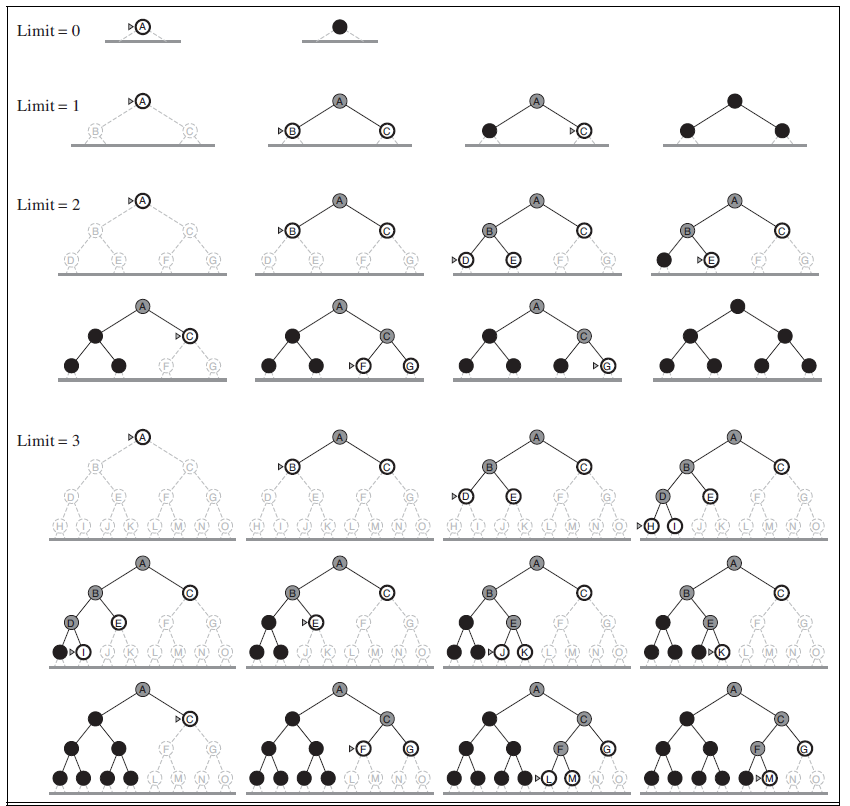 Limit = 0 A
Limit = 1 A A A
B C B C C
Limit = 2 A A A A
B C B C B C B C
D E F G D E F G D E F G E F G
A A A
C C C
F G F G G
Limit = 3 A A A A
B C B C B C B C
D E F G D E F G D E F G D E F G
H I J K L M N O H I J K L M N O H I J K L M N O H I J K L M N O
A A A A
B C B C B C B C
D E F G E F G E F G E F G
I J K L M N O J K L M N O J K L M N O K L M N O
A A A A
C C C C
F G F G F G F G
L M N O L M N O L M N O M N O